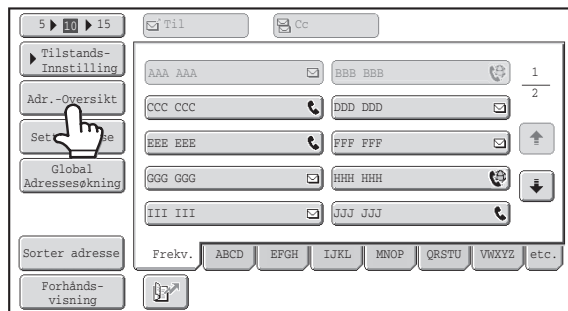 5 10 15
Til
Cc
Tilstands-
Innstilling
Adr.-Oversikt
Global
Adressesøkning
Sorter adresse
Forhånds-
visning
AAA AAA
BBB BBB
CCC CCC
DDD DDD
EEE EEE
FFF FFF
GGG GGG
HHH HHH
III III
JJJ JJJ
1
2
Frekv.
ABCD
EFGH
IJKL
MNOP
QRSTU
VWXYZ
etc.